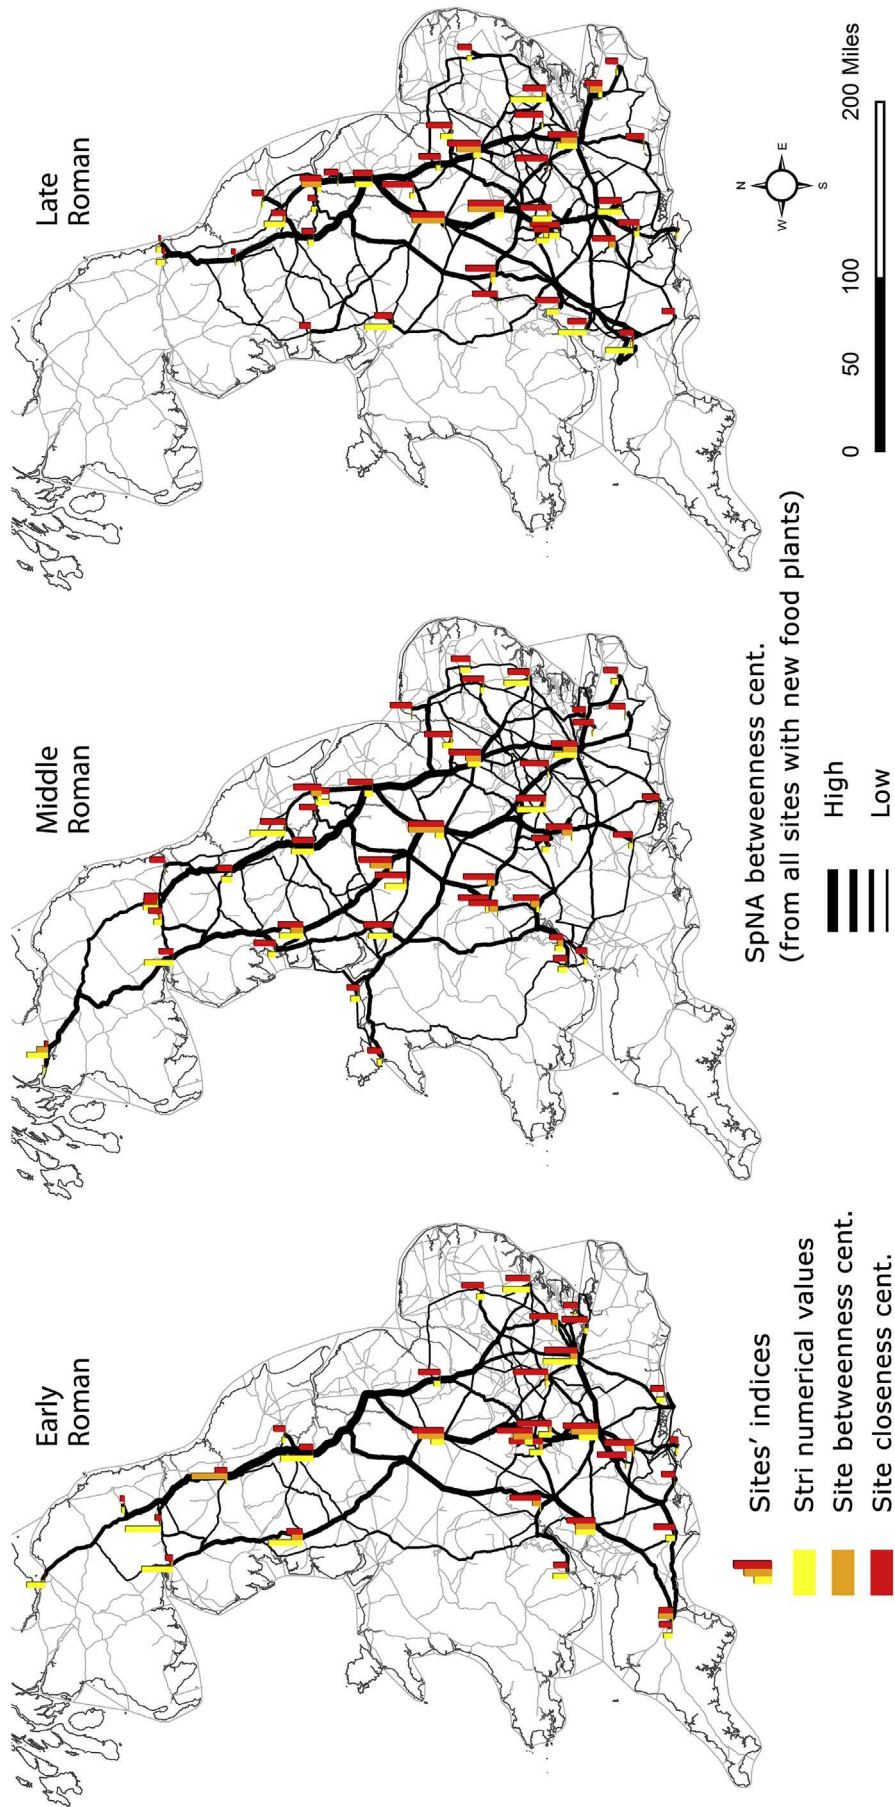 Early
Roman
Middle
Roman
Late
Roman
Sites' indices
Stri numerical values
Site betweenness cent.
Site closeness cent.
SpNA betweenness cent.
(from all sites with new food plants)
High
Low
N
W
E
S
0
50
100
200 Miles